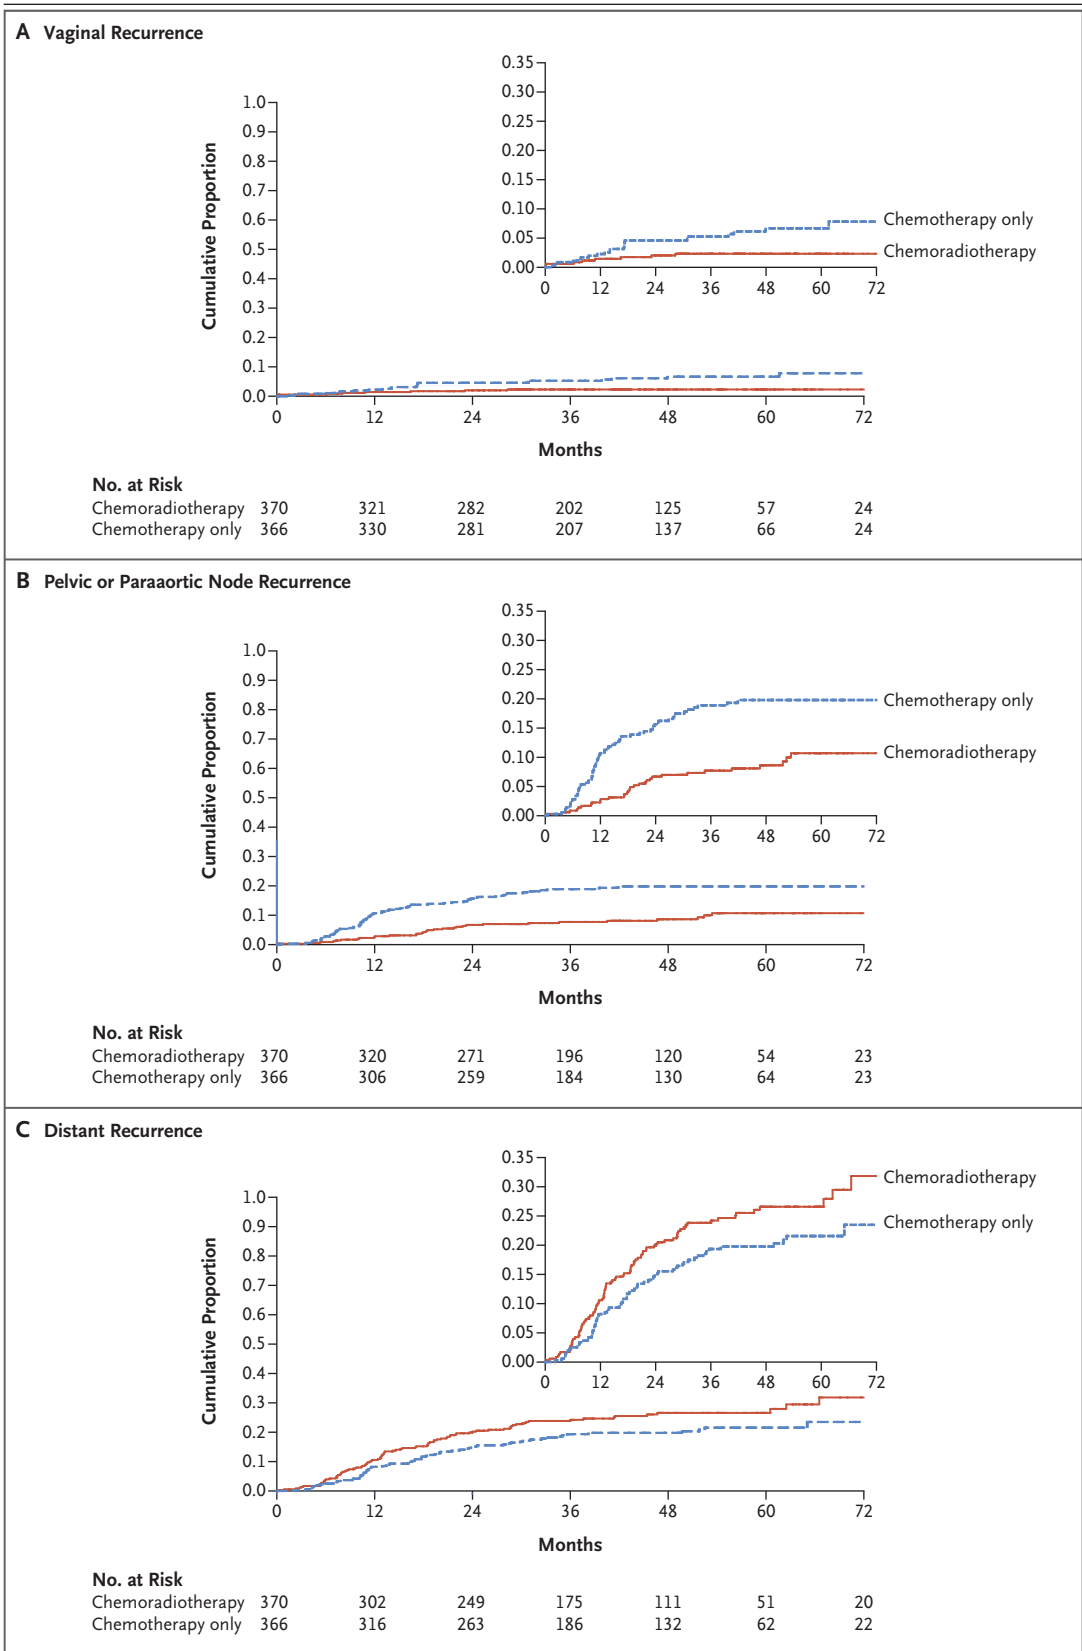 A Vaginal Recurrence
0.35
0.30
0.25
0.20
0.15
0.10
0.05
0.00
0 12 24 36 48 60 72
Chemotherapy only
Chemoradiotherapy
Cumulative Proportion
1.0
0.9
0.8
0.7
0.6
0.5
0.4
0.3
0.2
0.1
0.0
0 12 24 36 48 60 72
Months
No. at Risk
Chemoradiotherapy 370 321 282 202 125 57 24
Chemotherapy only 366 330 281 207 137 66 24
B Pelvic or Paraaortic Node Recurrence
0.35
0.30
0.25
0.20
0.15
0.10
0.05
0.00
0 12 24 36 48 60 72
Chemotherapy only
Chemoradiotherapy
Cumulative Proportion
1.0
0.9
0.8
0.7
0.6
0.5
0.4
0.3
0.2
0.1
0.0
0 12 24 36 48 60 72
Months
No. at Risk
Chemoradiotherapy 370 320 271 196 120 54 23
Chemotherapy only 366 306 259 184 130 64 23
C Distant Recurrence
0.35
0.30
0.25
0.20
0.15
0.10
0.05
0.00
0 12 24 36 48 60 72
Chemoradiotherapy
Chemotherapy only
Cumulative Proportion
1.0
0.9
0.8
0.7
0.6
0.5
0.4
0.3
0.2
0.1
0.0
0 12 24 36 48 60 72
Months
No. at Risk
Chemoradiotherapy 370 302 249 175 111 51 20
Chemotherapy only 366 316 263 186 132 62 22